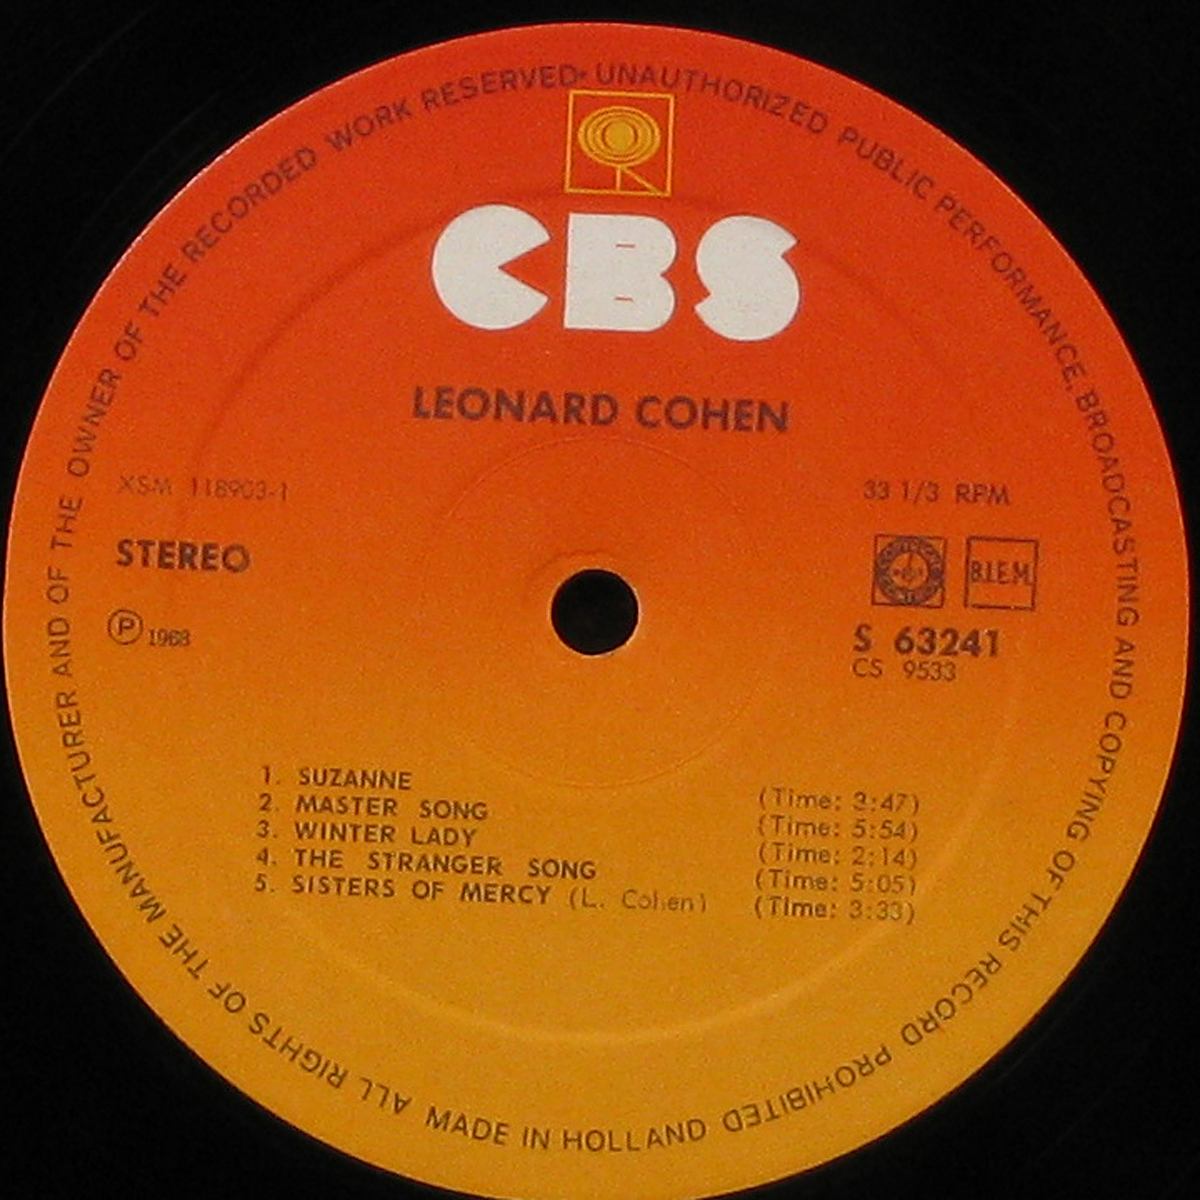 ALL RIGHTS OF THE MANUFACTURER AND OF THE OWNER OF THE RECORDED WORK RESERVED • UNAUTHORIZED PUBLIC PERFORMANCE, BROADCASTING AND COPYING OF THIS RECORD PROHIBITED
CBS
LEONARD COHEN
XSM 118903-1
33 1/3 RPM
STEREO
B.I.E.M.
Ⓟ 1968
S 63241
CS 9533
1. SUZANNE (Time: 3:47)
2. MASTER SONG (Time: 5:54)
3. WINTER LADY (Time: 2:14)
4. THE STRANGER SONG (Time: 5:05)
5. SISTERS OF MERCY (L. Cohen) (Time: 3:33)
MADE IN HOLLAND